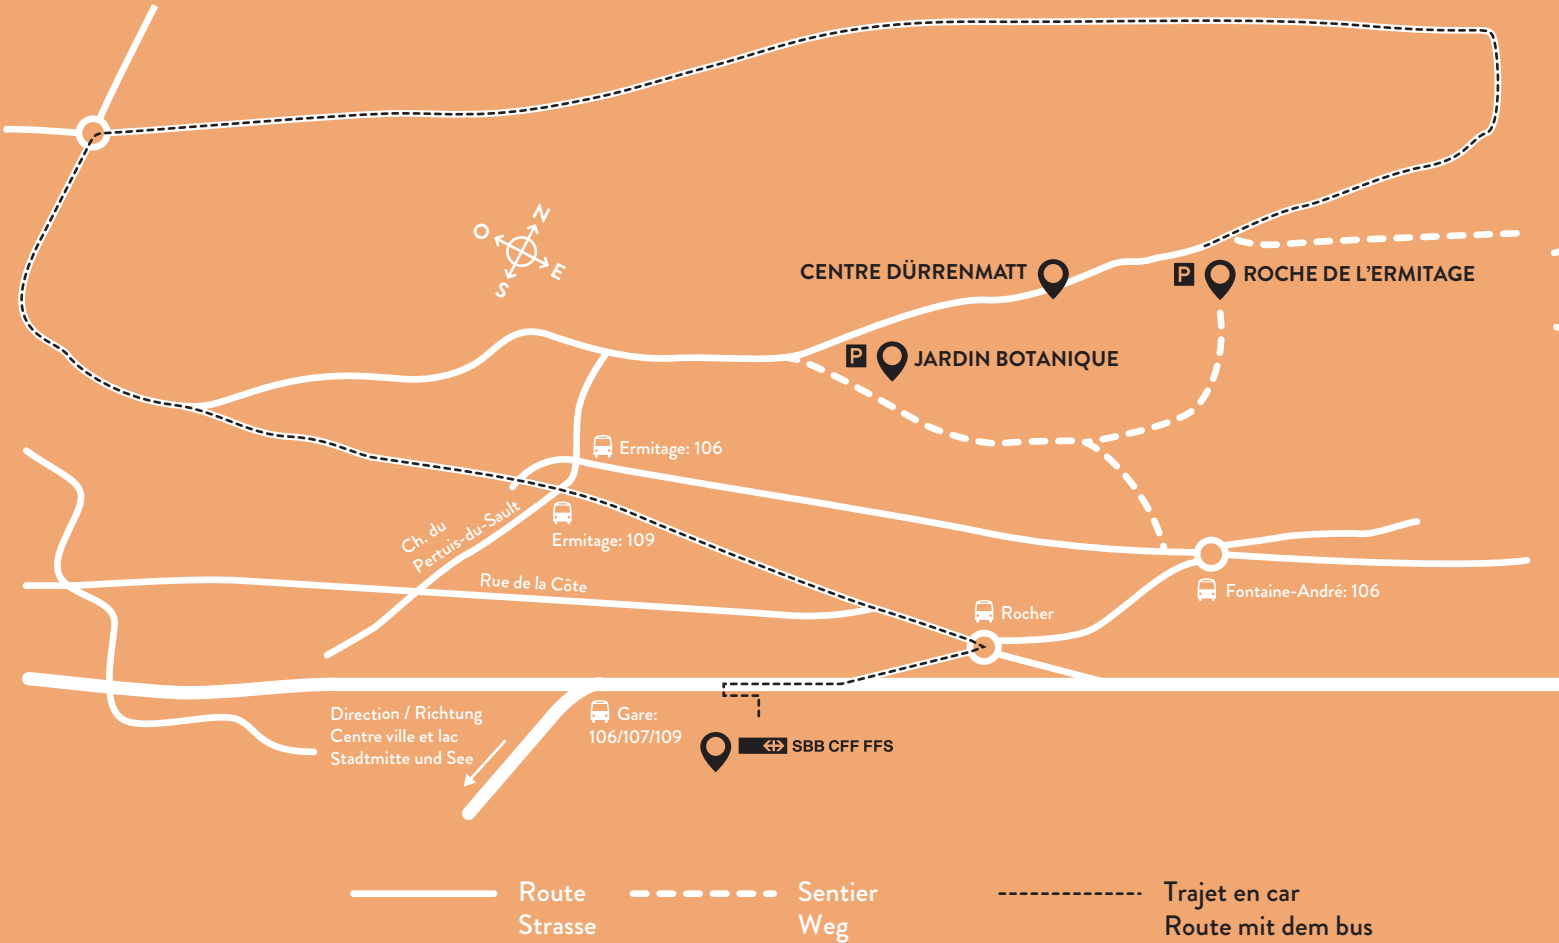 N
O
E
S
CENTRE DÜRRENMATT
P
ROCHE DE L'ERMITAGE
P
JARDIN BOTANIQUE
Ermitage: 106
Ch. du
Pertuis-du-Sault
Ermitage: 109
Rue de la Côte
Fontaine-André: 106
Rocher
Direction / Richtung
Centre ville et lac
Stadtmitte und See
Gare:
106/107/109
SBB CFF FFS
Route
Strasse
Sentier
Weg
Trajet en car
Route mit dem bus